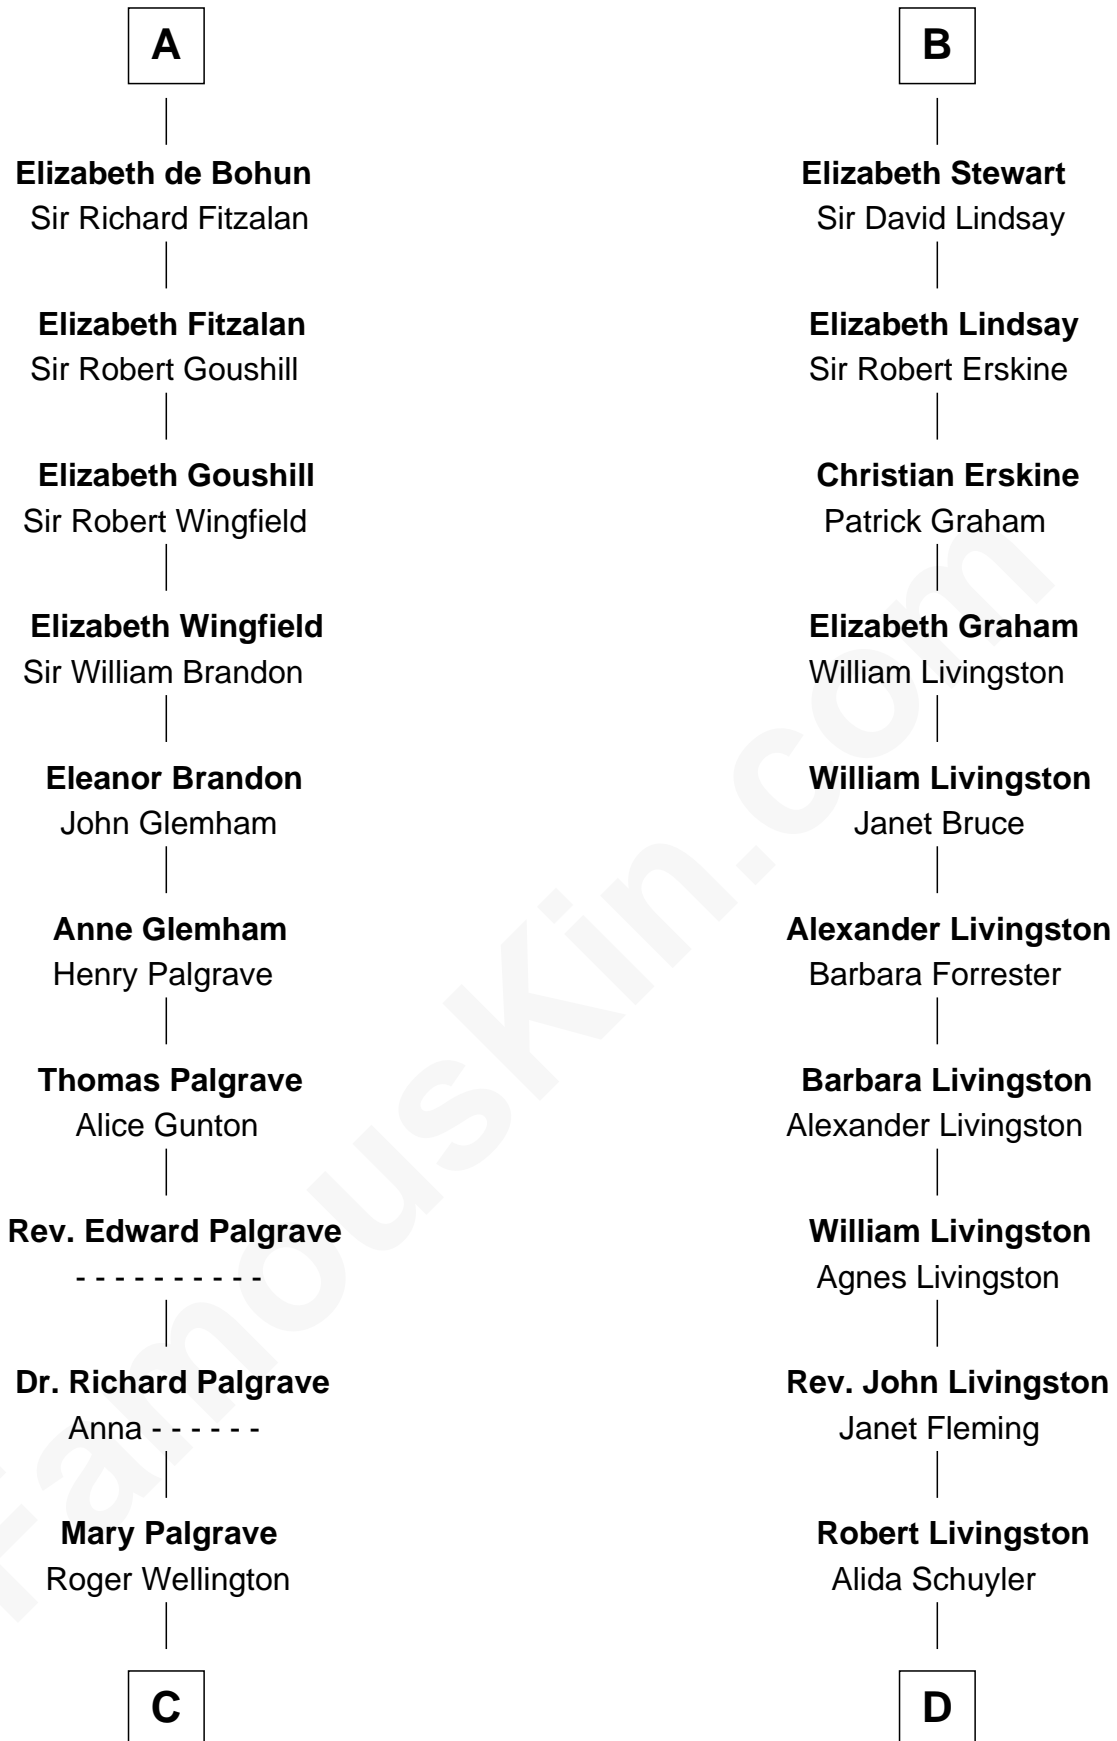 A
Elizabeth de Bohun
Sir Richard Fitzalan
Elizabeth Fitzalan
Sir Robert Goushill
Elizabeth Goushill
Sir Robert Wingfield
Elizabeth Wingfield
Sir William Brandon
Eleanor Brandon
John Glemham
Anne Glemham
Henry Palgrave
Thomas Palgrave
Alice Gunton
Rev. Edward Palgrave
- - - - - - - - - -
Dr. Richard Palgrave
Anna - - - - - -
Mary Palgrave
Roger Wellington
C
B
Elizabeth Stewart
Sir David Lindsay
Elizabeth Lindsay
Sir Robert Erskine
Christian Erskine
Patrick Graham
Elizabeth Graham
William Livingston
William Livingston
Janet Bruce
Alexander Livingston
Barbara Forrester
Barbara Livingston
Alexander Livingston
William Livingston
Agnes Livingston
Rev. John Livingston
Janet Fleming
Robert Livingston
Alida Schuyler
D
FamousKin.com